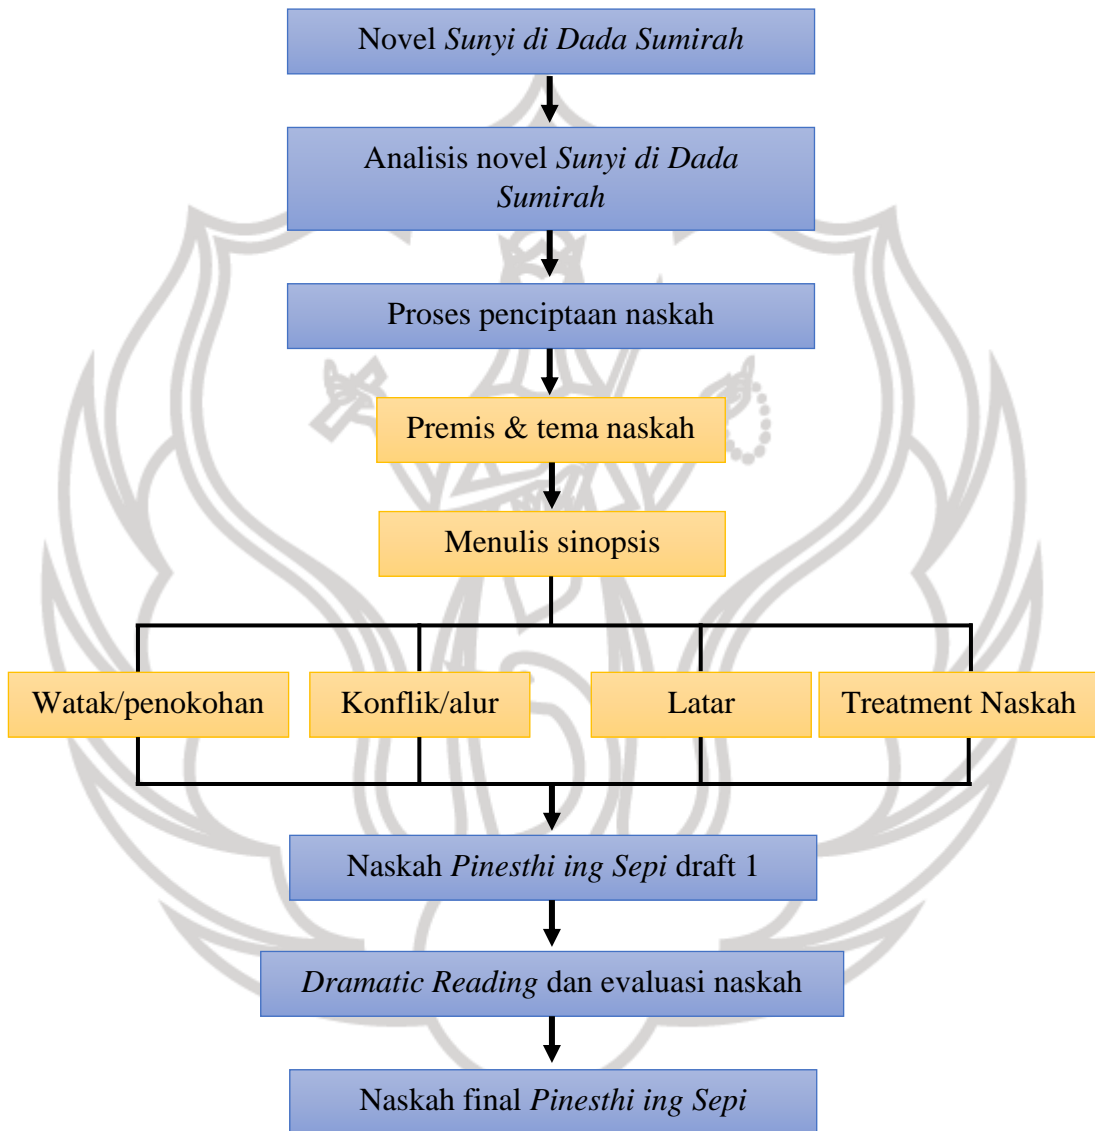 Novel Sunyi di Dada Sumirah
Analisis novel Sunyi di Dada
Sumirah
Proses penciptaan naskah
Premis & tema naskah
Menulis sinopsis
Watak/penokohan
Konflik/alur
Latar
Treatment Naskah
Naskah Pinesthi ing Sepi draft 1
Dramatic Reading dan evaluasi naskah
Naskah final Pinesthi ing Sepi